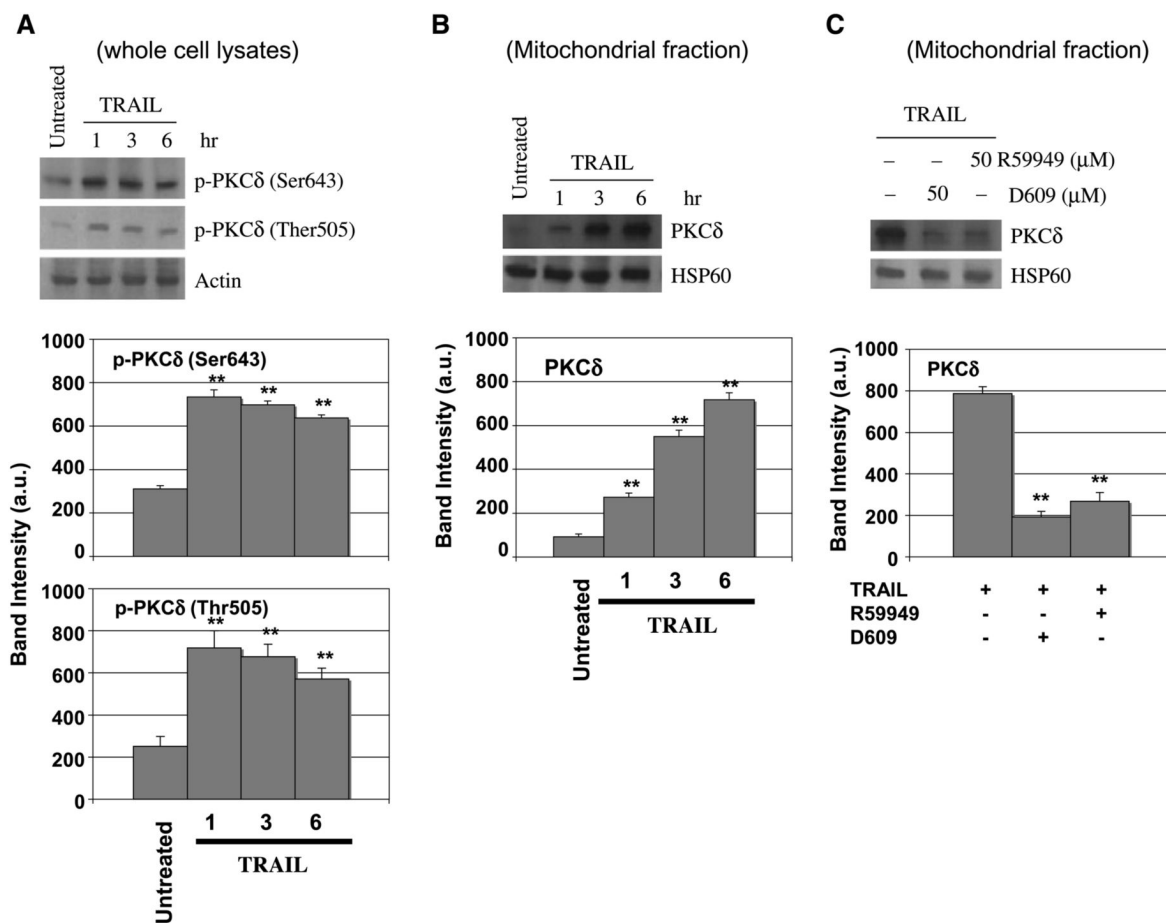 A
(whole cell lysates)
Untreated
TRAIL
1 3 6 hr
p-PKCδ (Ser643)
p-PKCδ (Ther505)
Actin
Band Intensity (a.u.)
1000
800
600
400
200
0
p-PKCδ (Ser643)
** ** **
1000
800
600
400
200
0
p-PKCδ (Thr505)
** ** **
Untreated
1 3 6
TRAIL
B
(Mitochondrial fraction)
Untreated
TRAIL
1 3 6 hr
PKCδ
HSP60
Band Intensity (a.u.)
1000
800
600
400
200
0
PKCδ
** ** **
Untreated
1 3 6
TRAIL
C
(Mitochondrial fraction)
TRAIL
– – 50 R59949 (μM)
– 50 – D609 (μM)
PKCδ
HSP60
Band Intensity (a.u.)
1000
800
600
400
200
0
PKCδ
** **
TRAIL + + +
R59949 - - +
D609 - + -